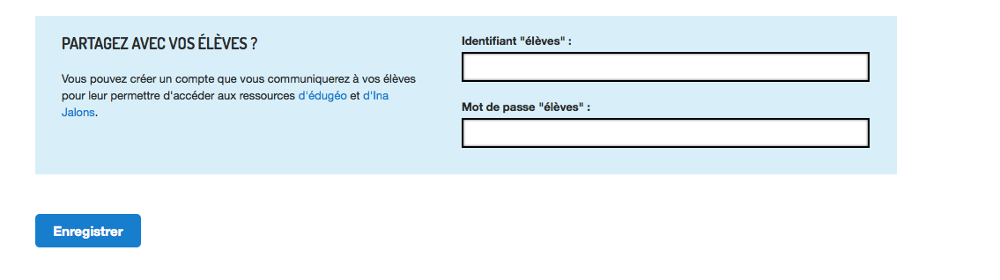 PARTAGEZ AVEC VOS ÉLÈVES ?
Vous pouvez créer un compte que vous communiquerez à vos élèves
pour leur permettre d'accéder aux ressources d'édugéo et d'Ina
Jalons.
Identifiant "élèves" :
Mot de passe "élèves" :
Enregistrer